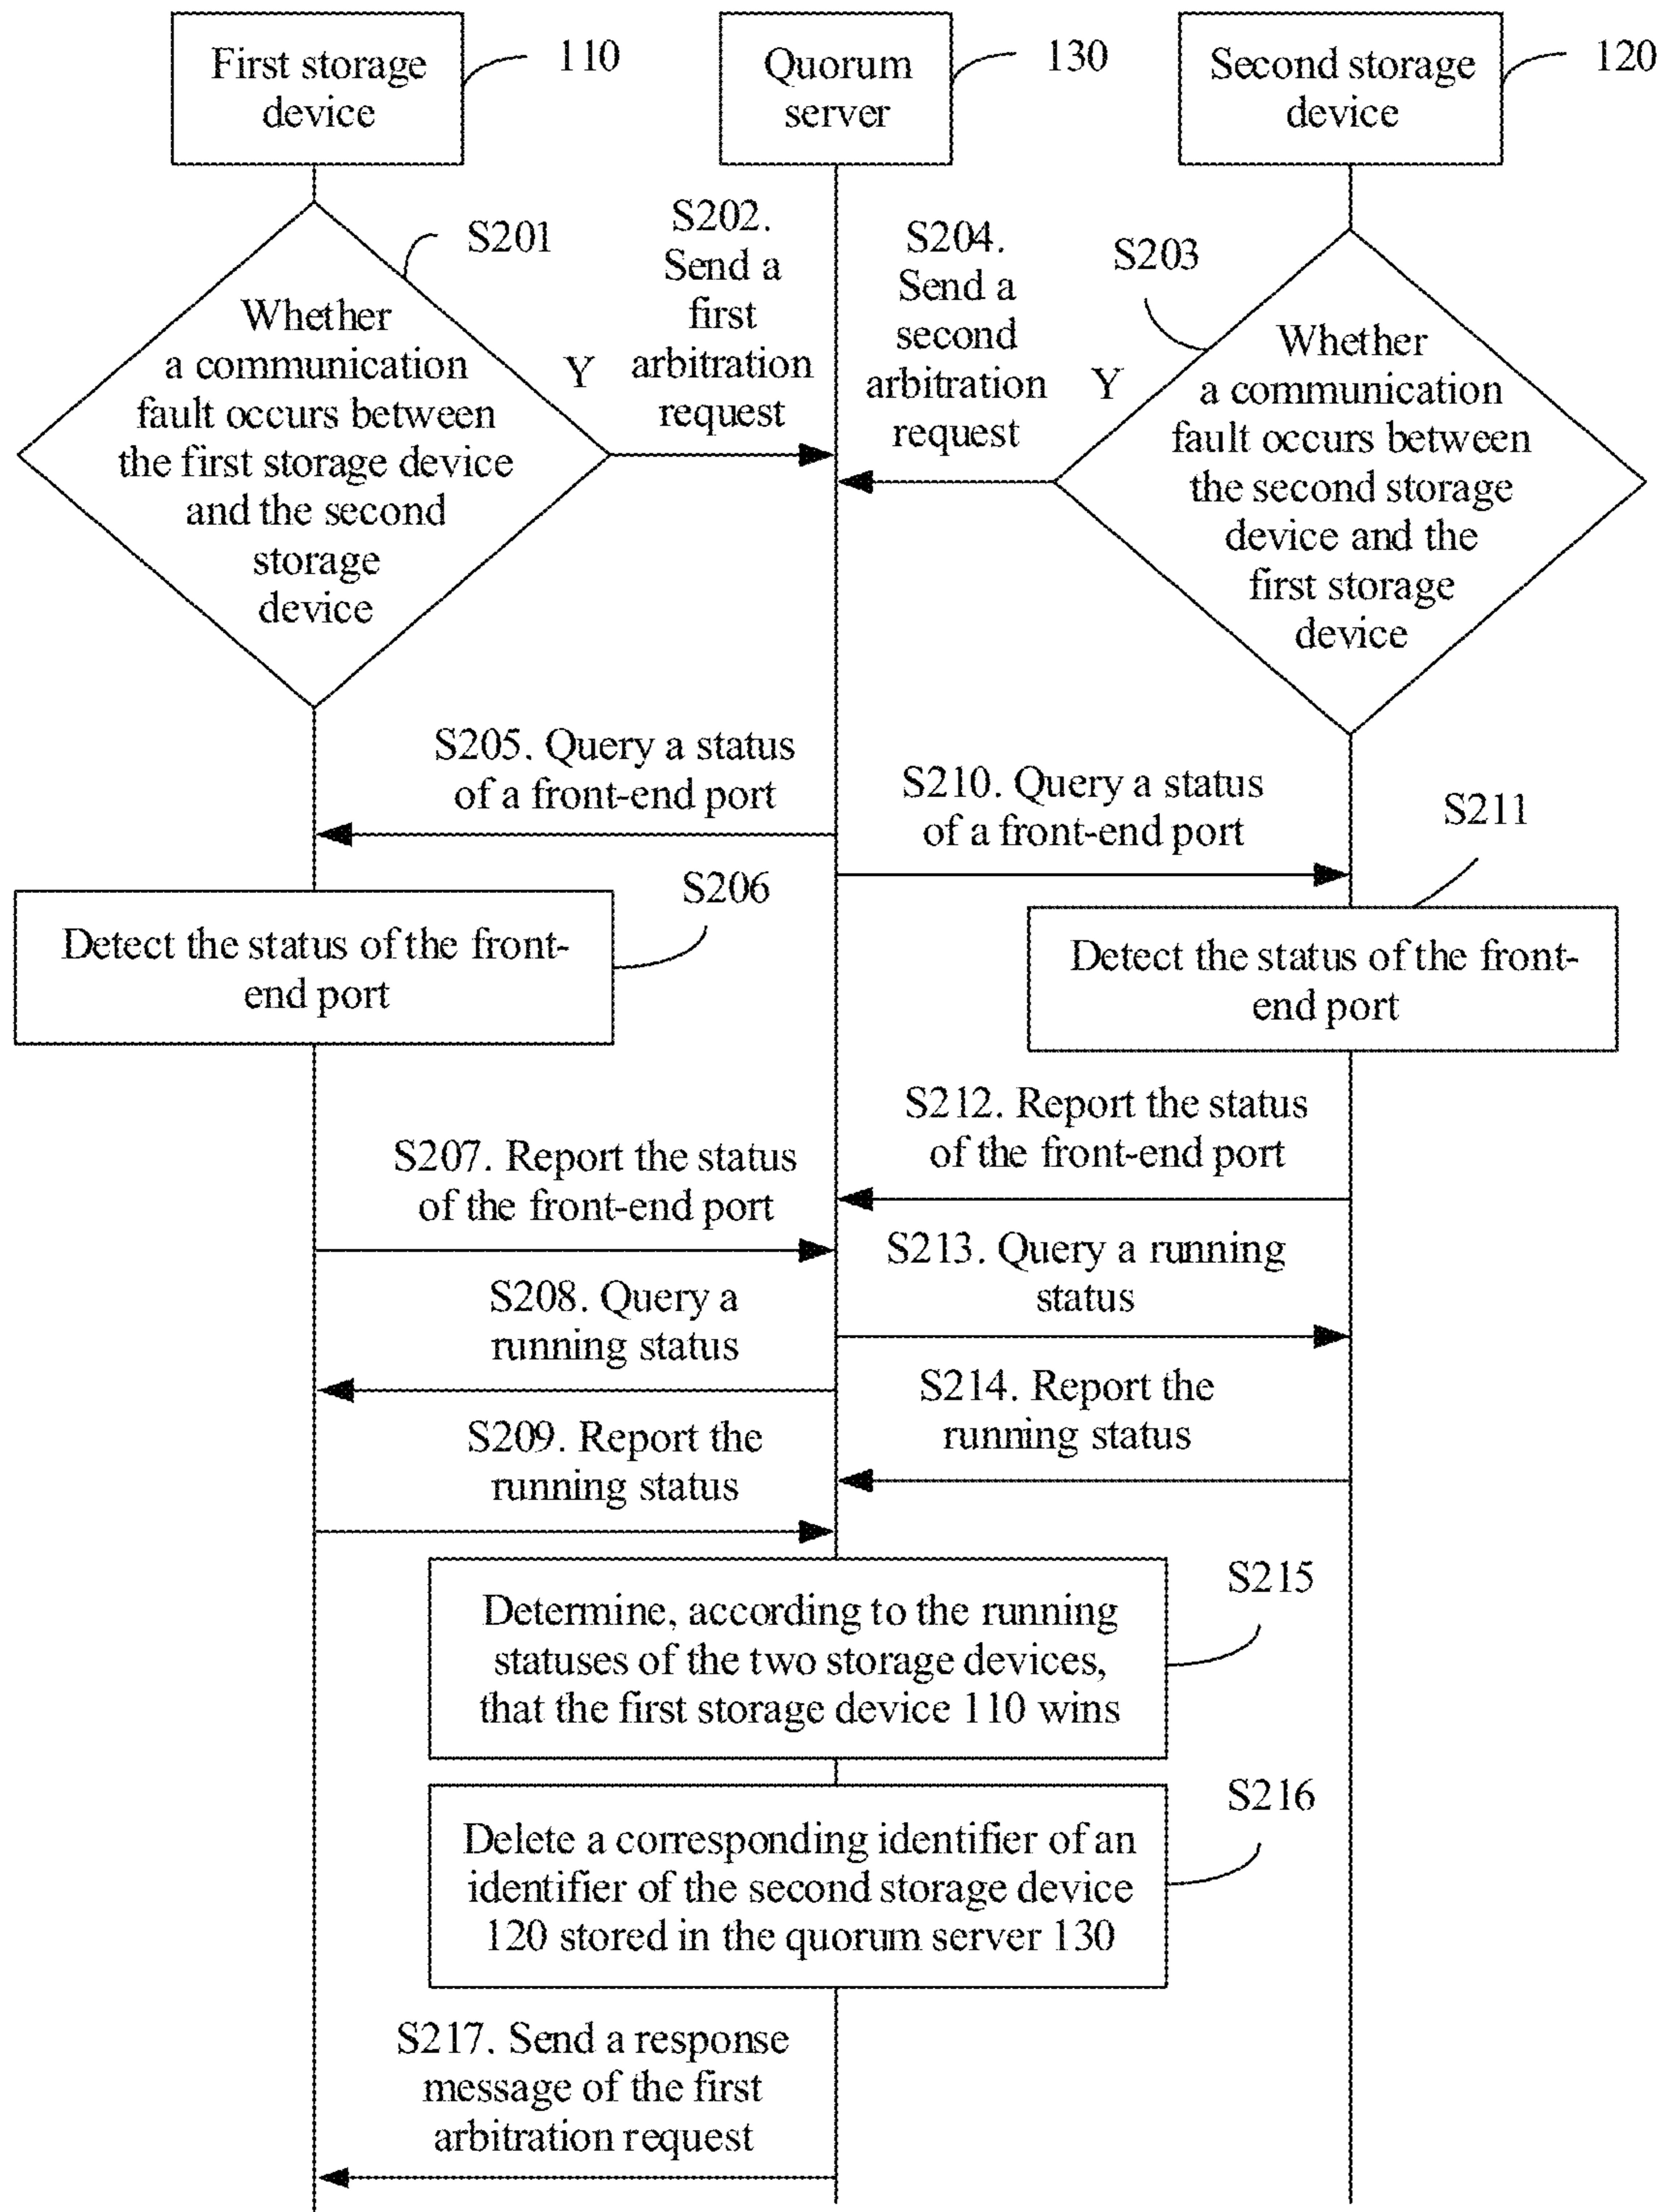 First storage
device
110
Quorum
server
130
Second storage
device
120
S201
Whether
a communication
fault occurs between
the first storage device
and the second
storage
device
Y
S202.
Send a
first
arbitration
request
S204.
Send a
second
arbitration
request
Y
S203
Whether
a communication
fault occurs between
the second storage
device and the
first storage
device
S205. Query a status
of a front-end port
S210. Query a status
of a front-end port
S206
Detect the status of the front-
end port
S211
Detect the status of the front-
end port
S212. Report the status
of the front-end port
S207. Report the status
of the front-end port
S213. Query a running
status
S208. Query a
running status
S214. Report the
running status
S209. Report the
running status
S215
Determine, according to the running
statuses of the two storage devices,
that the first storage device 110 wins
S216
Delete a corresponding identifier of an
identifier of the second storage device
120 stored in the quorum server 130
S217. Send a response
message of the first
arbitration request